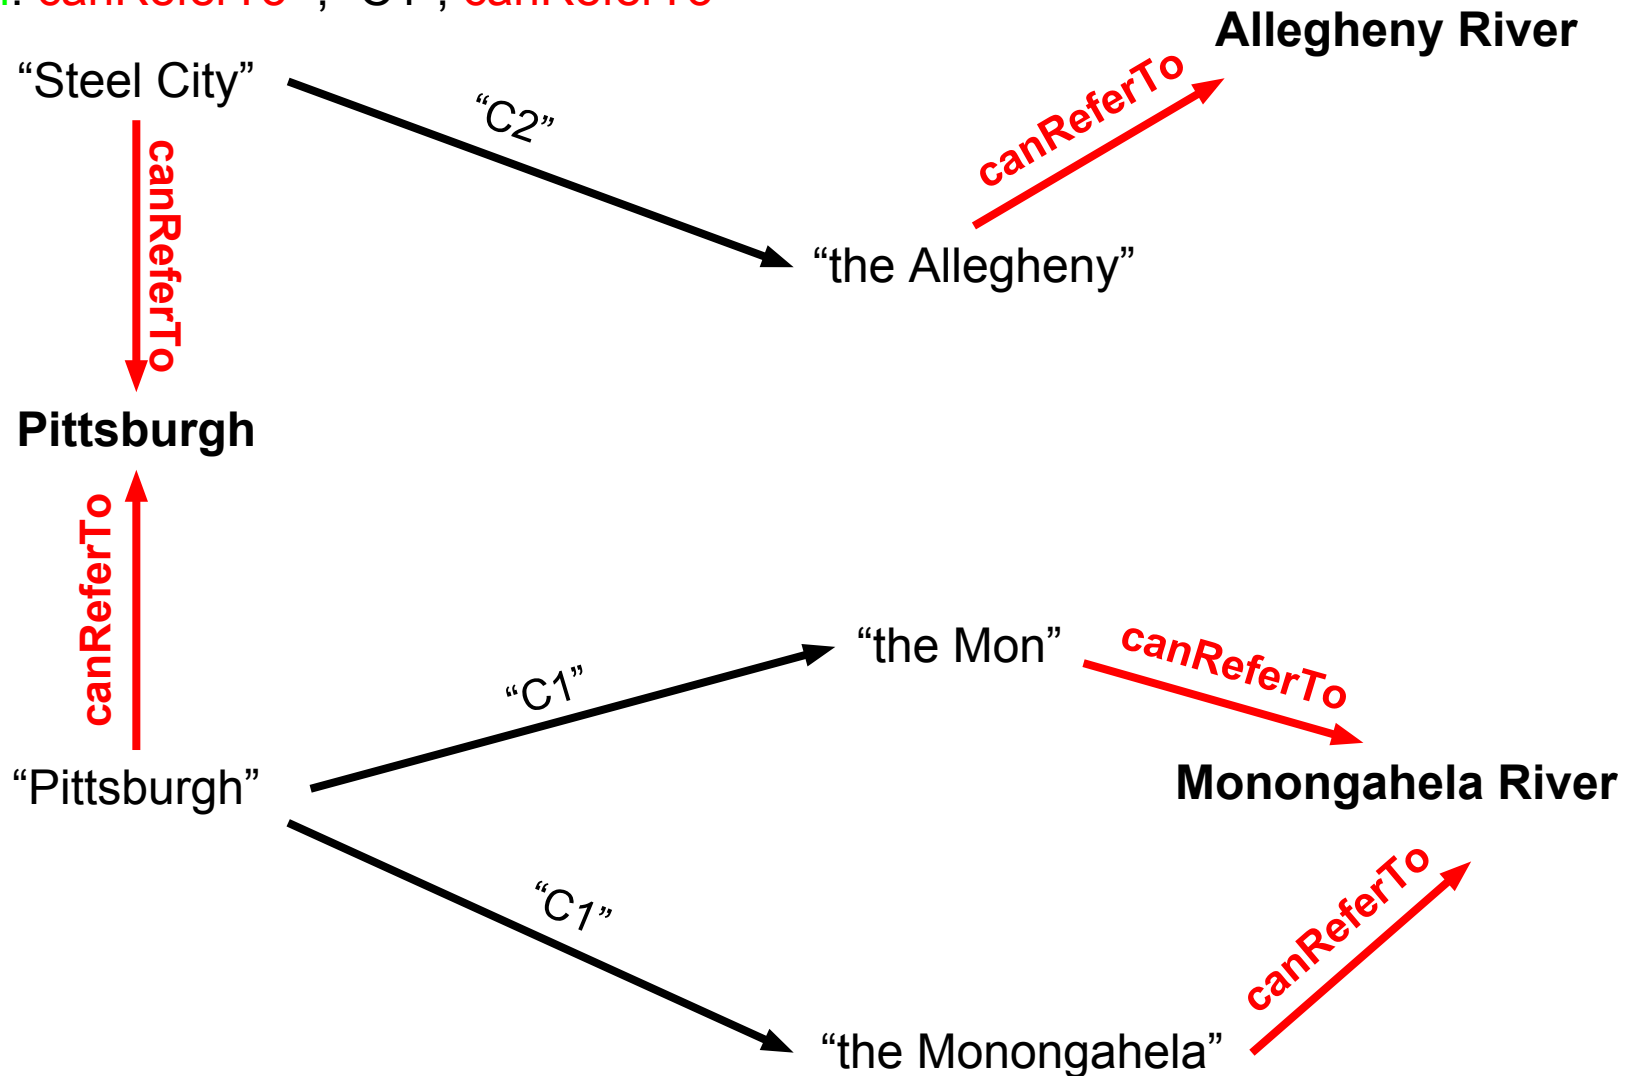 canReferTo
Allegheny River
“Steel City”
“C2”
canReferTo
canReferTo
“the Allegheny”
Pittsburgh
canReferTo
“the Mon”
canReferTo
“C1”
“Pittsburgh”
Monongahela River
“C1”
canReferTo
“the Monongahela”